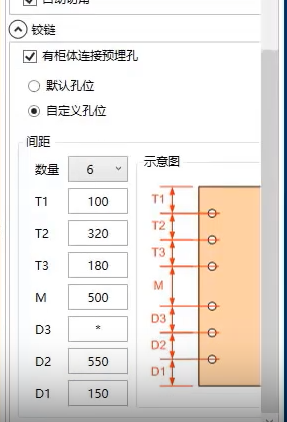 铰链
有柜体连接预埋孔
默认孔位
自定义孔位
间距
数量 6
示意图
T1 100
T2 320
T3 180
M 500
D3 *
D2 550
D1 150
T1
T2
T3
M
D3
D2
D1